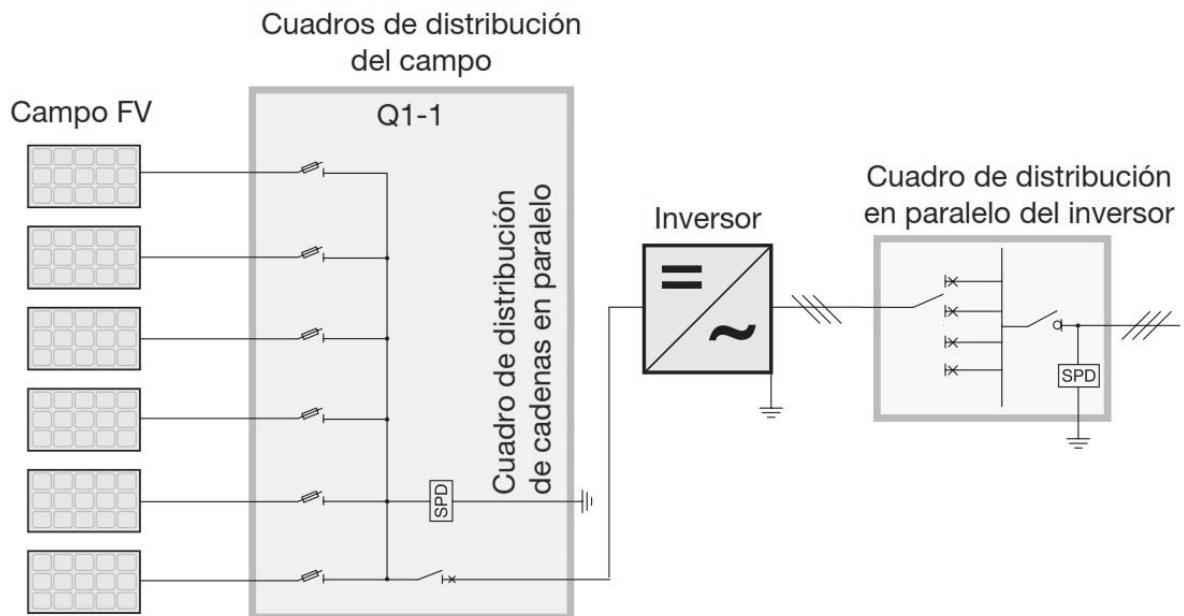 Cuadros de distribución
del campo
Campo FV
Q1-1
Cuadro de distribución
de cadenas en paralelo
SPD
Inversor
Cuadro de distribución
en paralelo del inversor
SPD